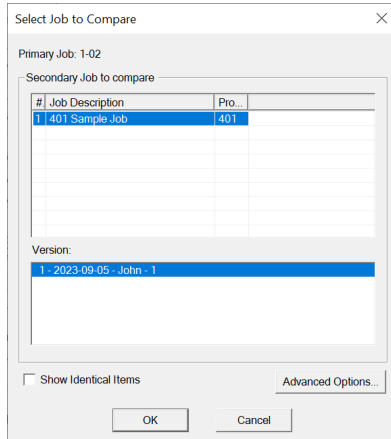 Select Job to Compare
Primary Job: 1-02
Secondary Job to compare
#. Job Description Pro...
1 401 Sample Job 401
Version:
1 - 2023-09-05 - John - 1
Show Identical Items
Advanced Options...
OK Cancel